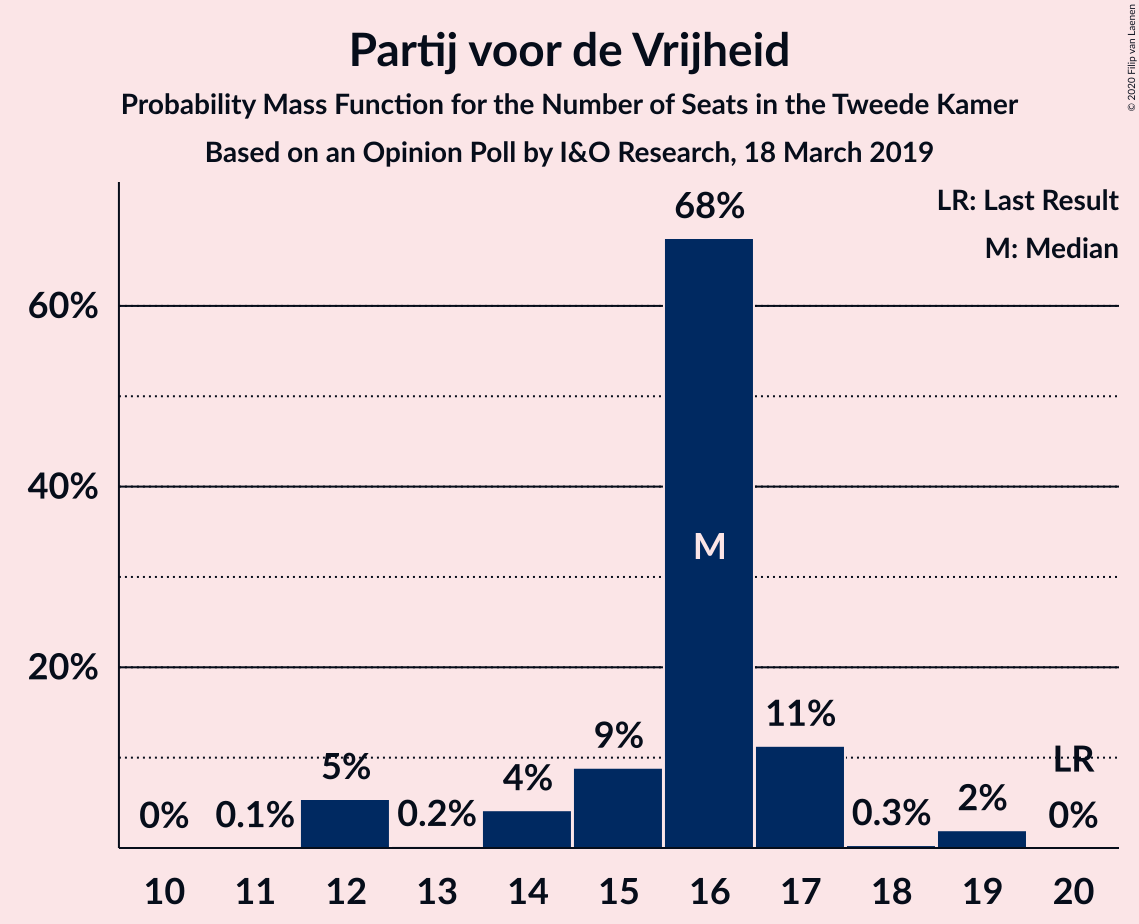 Partij voor de Vrijheid
Probability Mass Function for the Number of Seats in the Tweede Kamer
Based on an Opinion Poll by I&O Research, 18 March 2019
© 2020 Filip van Laenen
LR: Last Result
M: Median
60%
40%
20%
0%
0.1%
5%
0.2%
4%
9%
68%
M
11%
0.3%
2%
LR
0%
10 11 12 13 14 15 16 17 18 19 20